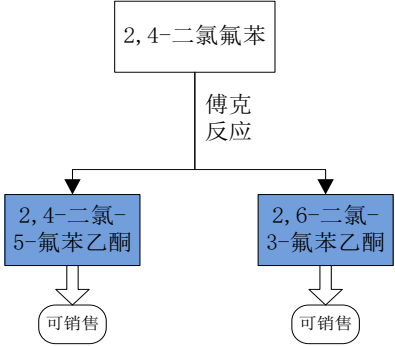 2,4-二氯氟苯
傅克
反应
2,4-二氯-
5-氟苯乙酮
2,6-二氯-
3-氟苯乙酮
可销售
可销售